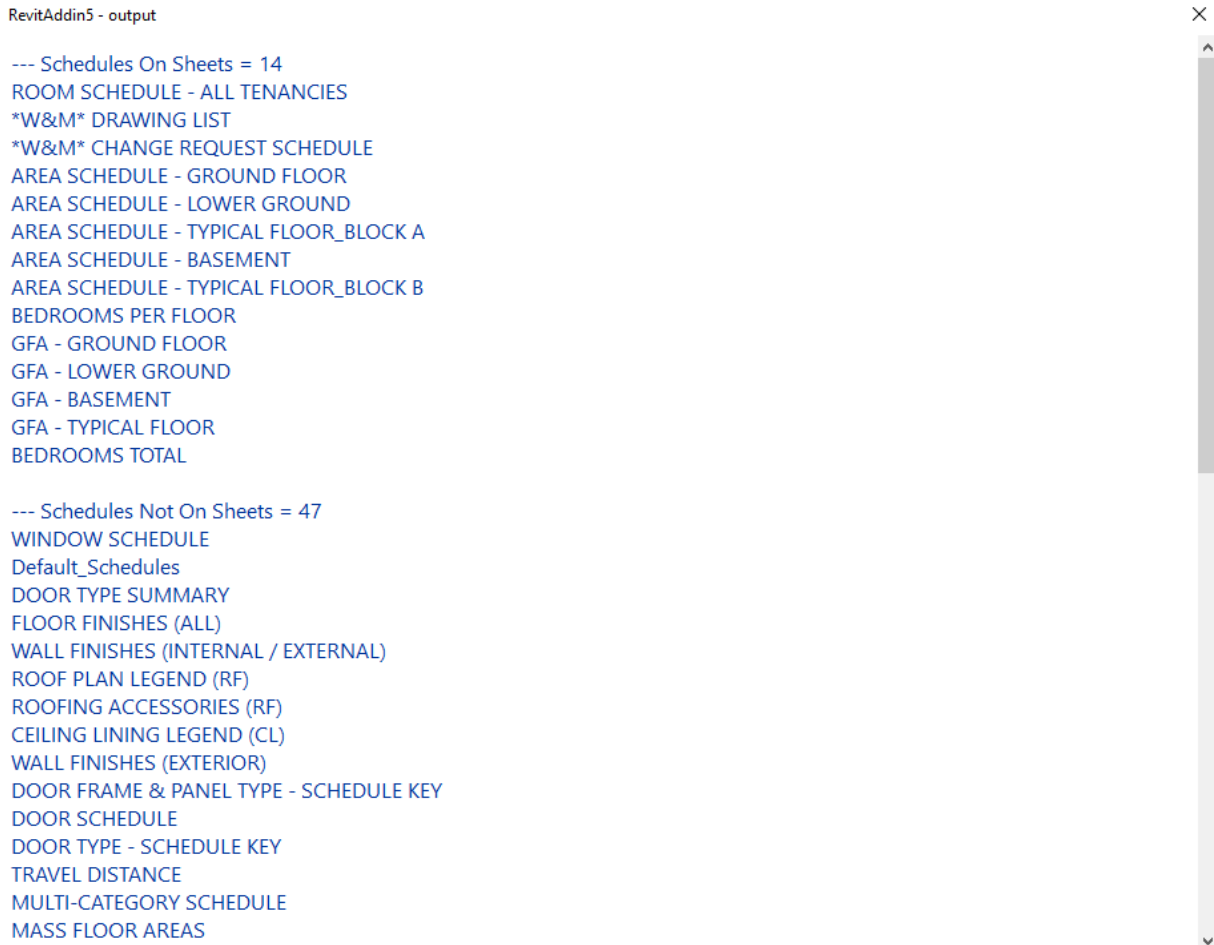 RevitAddin5 - output
--- Schedules On Sheets = 14
ROOM SCHEDULE - ALL TENANCIES
*W&M* DRAWING LIST
*W&M* CHANGE REQUEST SCHEDULE
AREA SCHEDULE - GROUND FLOOR
AREA SCHEDULE - LOWER GROUND
AREA SCHEDULE - TYPICAL FLOOR_BLOCK A
AREA SCHEDULE - BASEMENT
AREA SCHEDULE - TYPICAL FLOOR_BLOCK B
BEDROOMS PER FLOOR
GFA - GROUND FLOOR
GFA - LOWER GROUND
GFA - BASEMENT
GFA - TYPICAL FLOOR
BEDROOMS TOTAL
--- Schedules Not On Sheets = 47
WINDOW SCHEDULE
Default_Schedules
DOOR TYPE SUMMARY
FLOOR FINISHES (ALL)
WALL FINISHES (INTERNAL / EXTERNAL)
ROOF PLAN LEGEND (RF)
ROOFING ACCESSORIES (RF)
CEILING LINING LEGEND (CL)
WALL FINISHES (EXTERIOR)
DOOR FRAME & PANEL TYPE - SCHEDULE KEY
DOOR SCHEDULE
DOOR TYPE - SCHEDULE KEY
TRAVEL DISTANCE
MULTI-CATEGORY SCHEDULE
MASS FLOOR AREAS